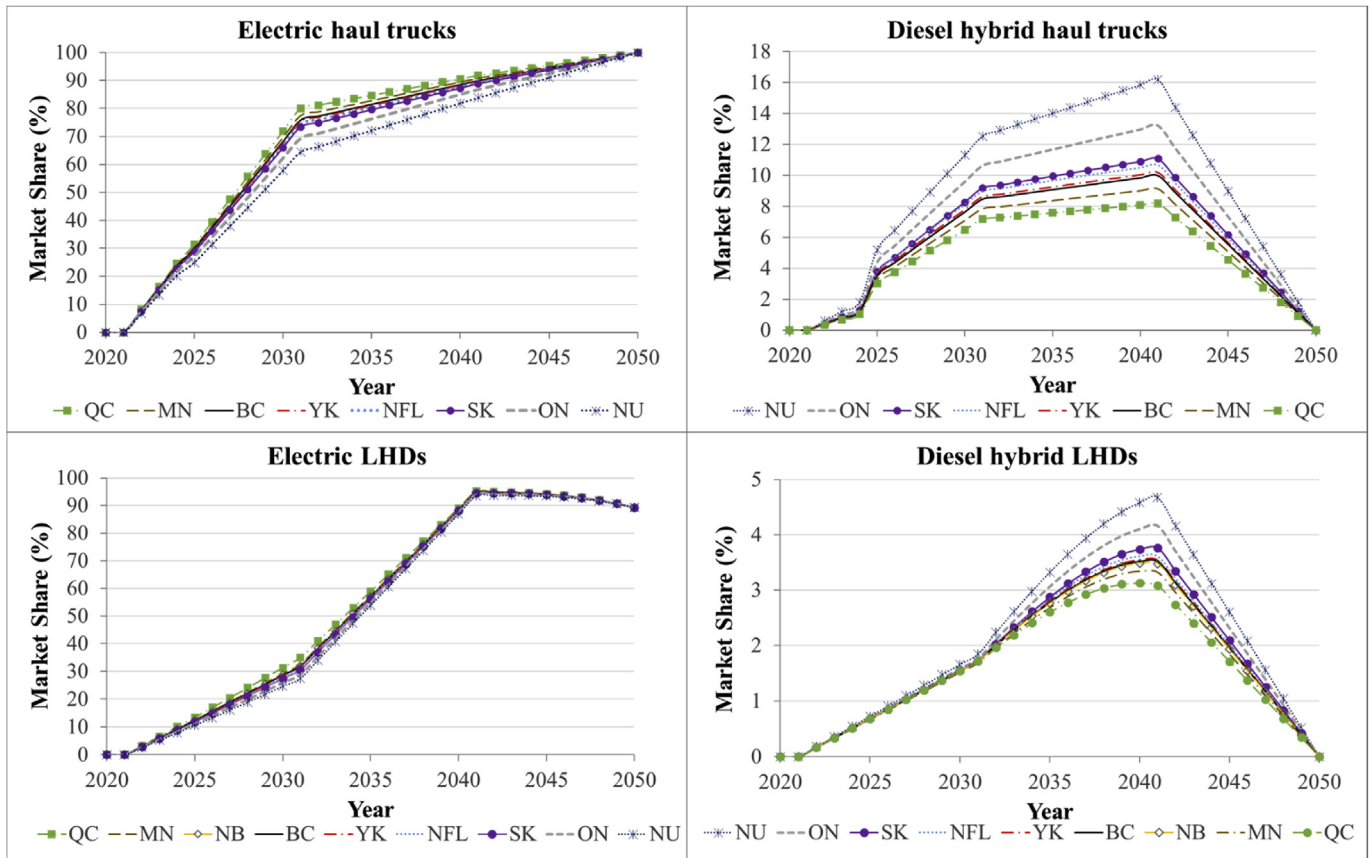 Electric haul trucks
Market Share (%)
100
90
80
70
60
50
40
30
20
10
0
2020 2025 2030 2035 2040 2045 2050
Year
QC MN BC YK NFL SK ON NU
Diesel hybrid haul trucks
Market Share (%)
18
16
14
12
10
8
6
4
2
0
2020 2025 2030 2035 2040 2045 2050
Year
NU ON SK NFL YK BC MN QC
Electric LHDs
Market Share (%)
100
90
80
70
60
50
40
30
20
10
0
2020 2025 2030 2035 2040 2045 2050
Year
QC MN NB BC YK NFL SK ON NU
Diesel hybrid LHDs
Market Share (%)
5
4
3
2
1
0
2020 2025 2030 2035 2040 2045 2050
Year
NU ON SK NFL YK BC NB MN QC